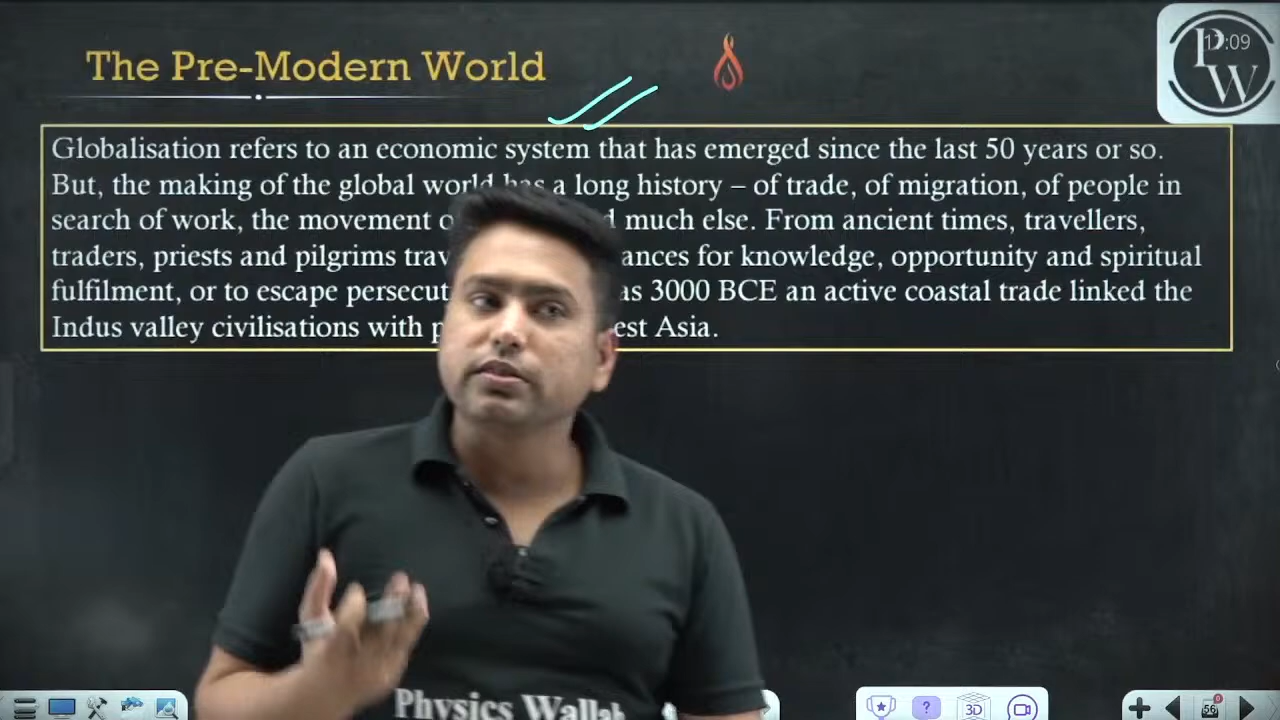 The Pre-Modern World
:09
PW
Globalisation refers to an economic system that has emerged since the last 50 years or so.
But, the making of the global world has a long history – of trade, of migration, of people in
search of work, the movement much else. From ancient times, travellers,
traders, priests and pilgrims for knowledge, opportunity and spiritual
fulfilment, or to escape as 3000 BCE an active coastal trade linked the
Indus valley civilisations with Asia.
Physics Wallah
? 3D 56